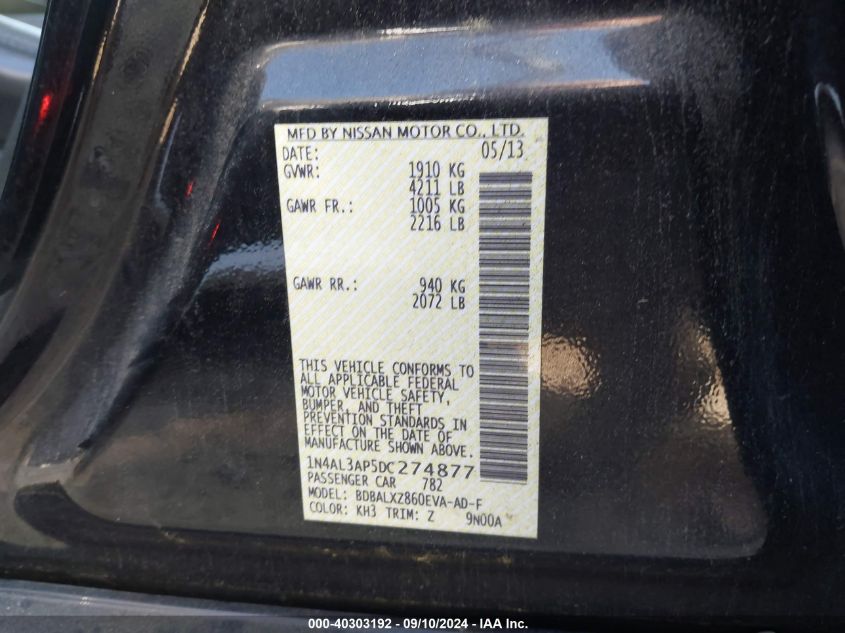 MFD BY NISSAN MOTOR CO., LTD.
DATE: 05/13
GVWR: 1910 KG
4211 LB
GAWR FR.: 1005 KG
2216 LB
GAWR RR.: 940 KG
2072 LB
THIS VEHICLE CONFORMS TO
ALL APPLICABLE FEDERAL
MOTOR VEHICLE SAFETY,
BUMPER, AND THEFT
PREVENTION STANDARDS IN
EFFECT ON THE DATE OF
MANUFACTURE SHOWN ABOVE.
1N4AL3AP5DC274877
PASSENGER CAR 782
MODEL: BDBALXZ860EVA-AD-F
COLOR: KH3 TRIM: Z 9N00A
000-40303192 - 09/10/2024 - IAA Inc.